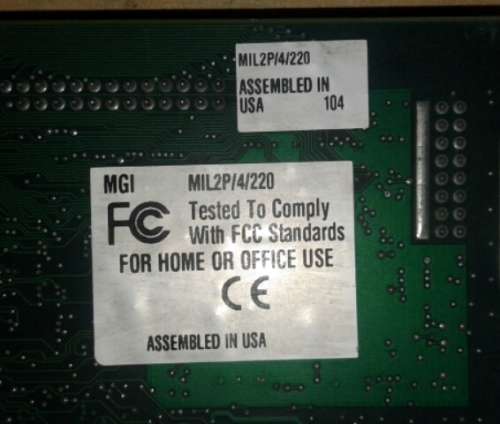 MIL2P/4/220
ASSEMBLED IN
USA 104
MGI MIL2P/4/220
FC Tested To Comply
With FCC Standards
FOR HOME OR OFFICE USE
CE
ASSEMBLED IN USA